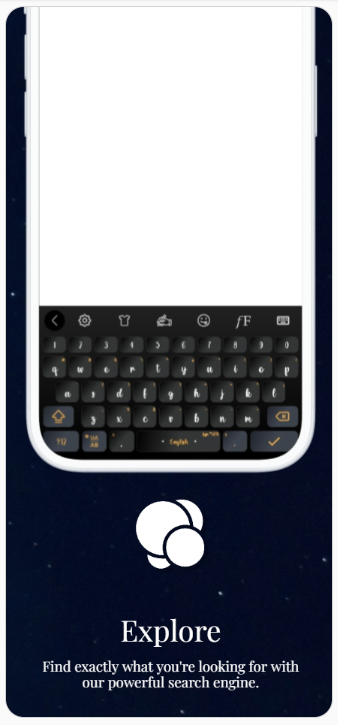 fF
1 2 3 4 5 6 7 8 9 0
q w e r t y u i o p
a s d f g h j k l
z x c v b n m
?12 . • English • ,
Explore
Find exactly what you're looking for with
our powerful search engine.